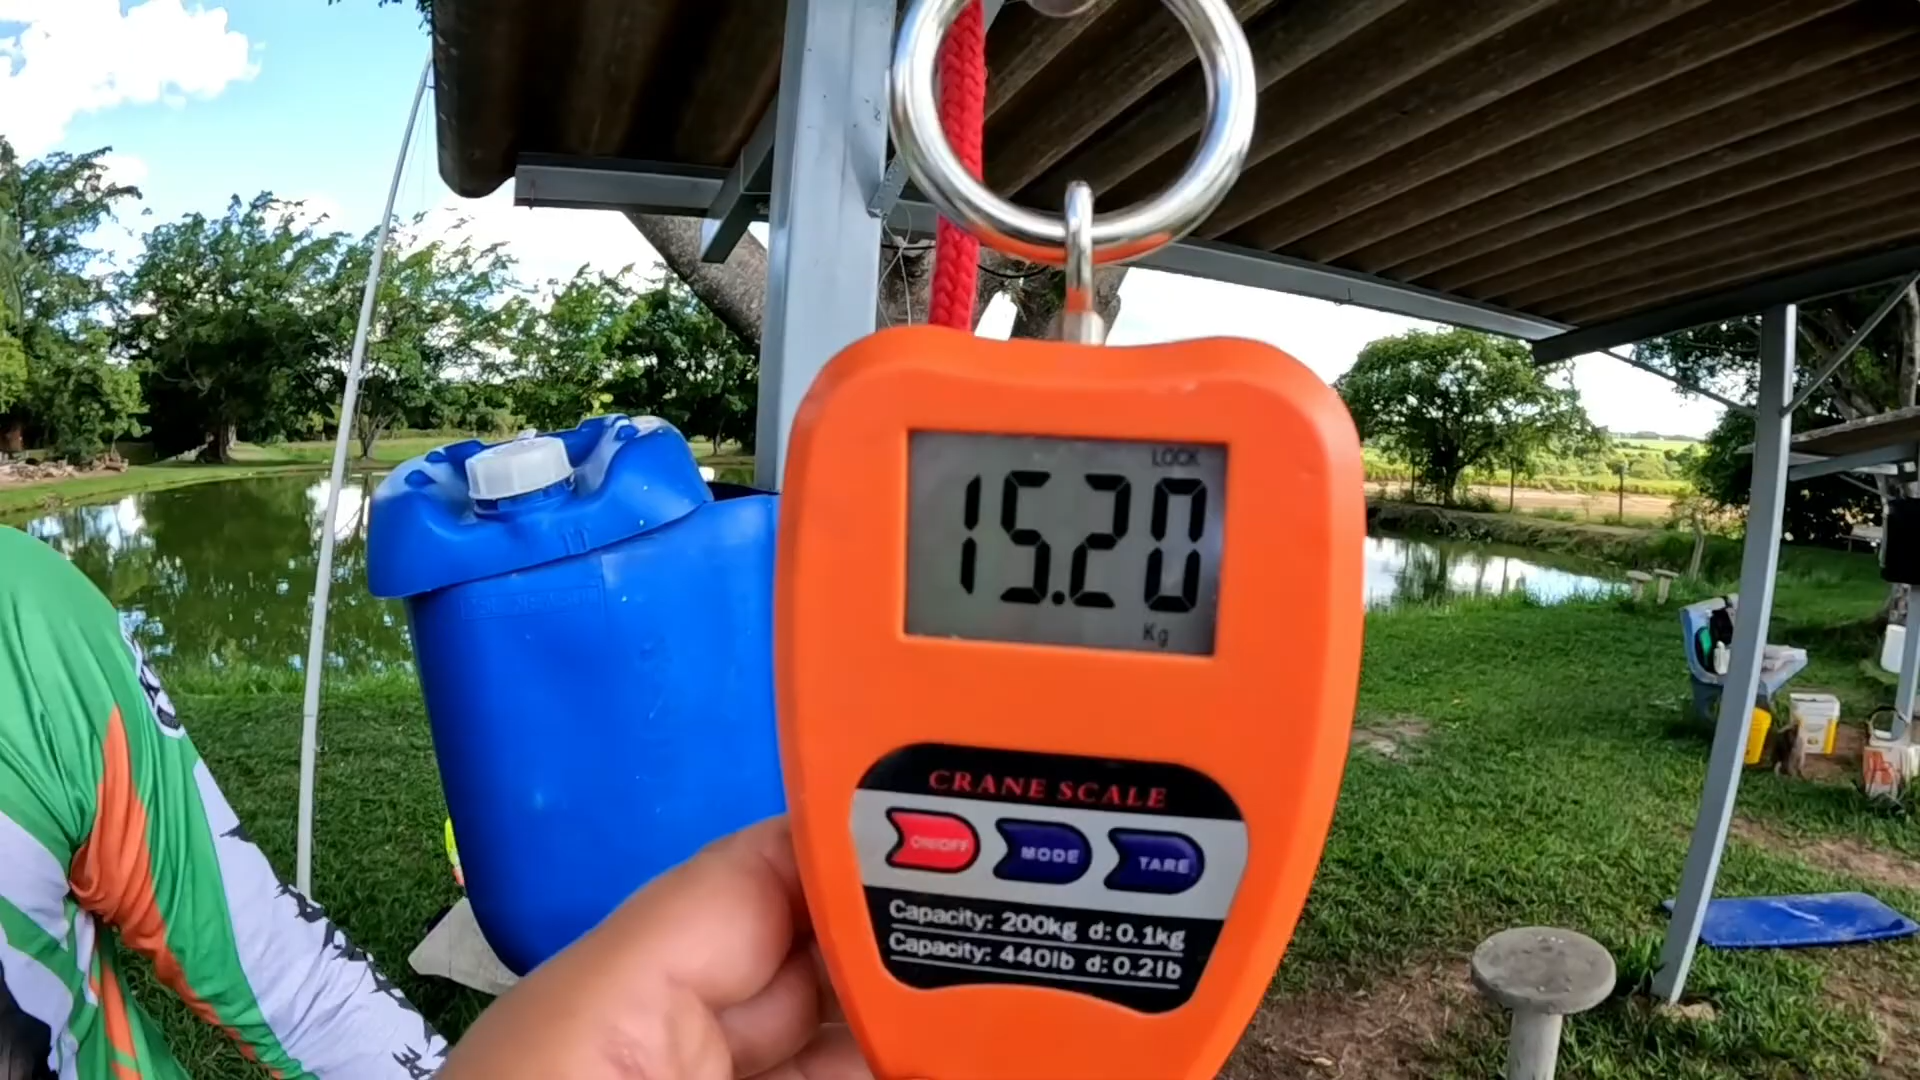 LOCK
15.20
Kg
CRANE SCALE
ON/OFF MODE TARE
Capacity: 200kg d:0.1kg
Capacity: 440lb d:0.2lb